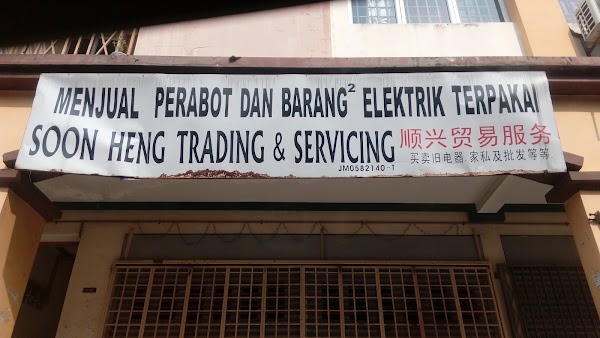 MENJUAL PERABOT DAN BARANG² ELEKTRIK TERPAKAI
SOON HENG TRADING & SERVICING 顺兴贸易服务
买卖旧电器,家私及批发等等
JM0582140-T